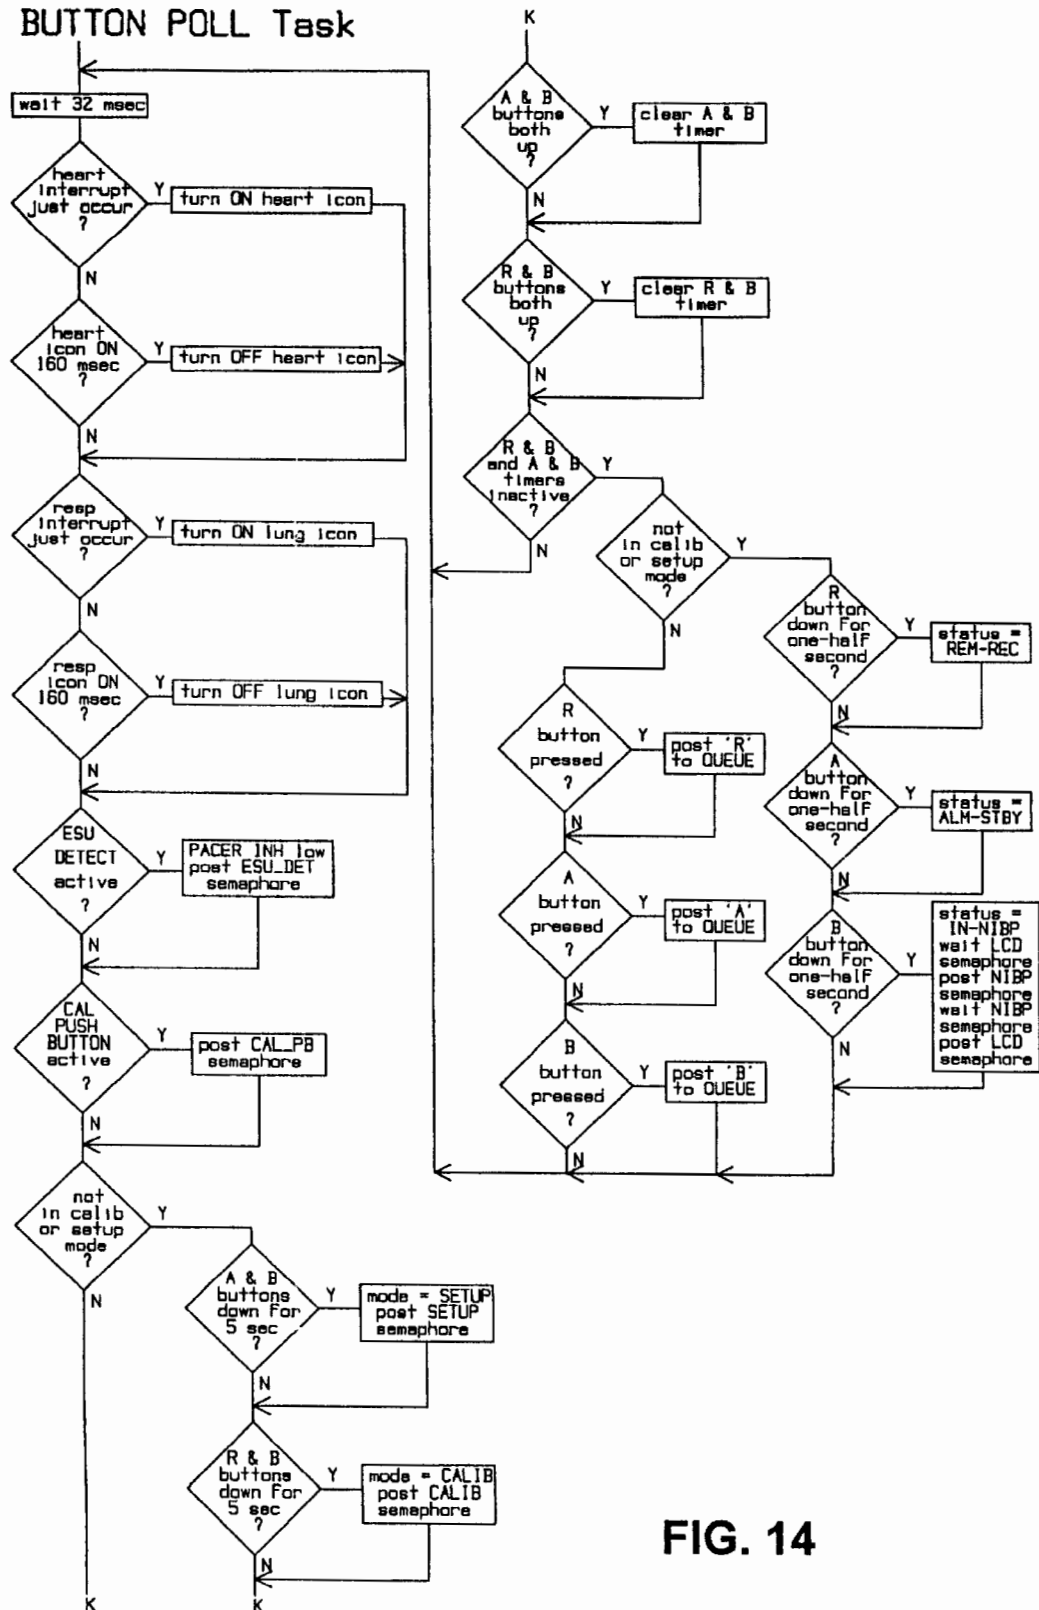 BUTTON POLL Task
wait 32 msec
heart
interrupt
just occur
?
Y
turn ON heart icon
N
heart
icon ON
160 msec
?
Y
turn OFF heart icon
N
resp
interrupt
just occur
?
Y
turn ON lung icon
N
resp
icon ON
160 msec
?
Y
turn OFF lung icon
N
ESU
DETECT
active
?
Y
PACER_INH low
post ESU_DET
semaphore
N
CAL
PUSH
BUTTON
active
?
Y
post CAL_PB
semaphore
N
not
in calib
or setup
mode
?
Y
N
A & B
buttons
down for
5 sec
?
Y
mode = SETUP
post SETUP
semaphore
N
R & B
buttons
down for
5 sec
?
Y
mode = CALIB
post CALIB
semaphore
N
K
K
K
A & B
buttons
both
up
?
Y
clear A & B
timer
N
R & B
buttons
both
up
?
Y
clear R & B
timer
N
R & B
and A & B
timers
inactive
?
Y
N
not
in calib
or setup
mode
?
Y
N
R
button
pressed
?
Y
post 'R'
to QUEUE
N
A
button
pressed
?
Y
post 'A'
to QUEUE
N
B
button
pressed
?
Y
post 'B'
to QUEUE
N
R
button
down for
one-half
second
?
Y
status =
REM-REC
N
A
button
down for
one-half
second
?
Y
status =
ALM-STBY
N
B
button
down for
one-half
second
?
Y
status =
IN-NIBP
wait LCD
semaphore
post NIBP
semaphore
wait NIBP
semaphore
post LCD
semaphore
N
FIG. 14